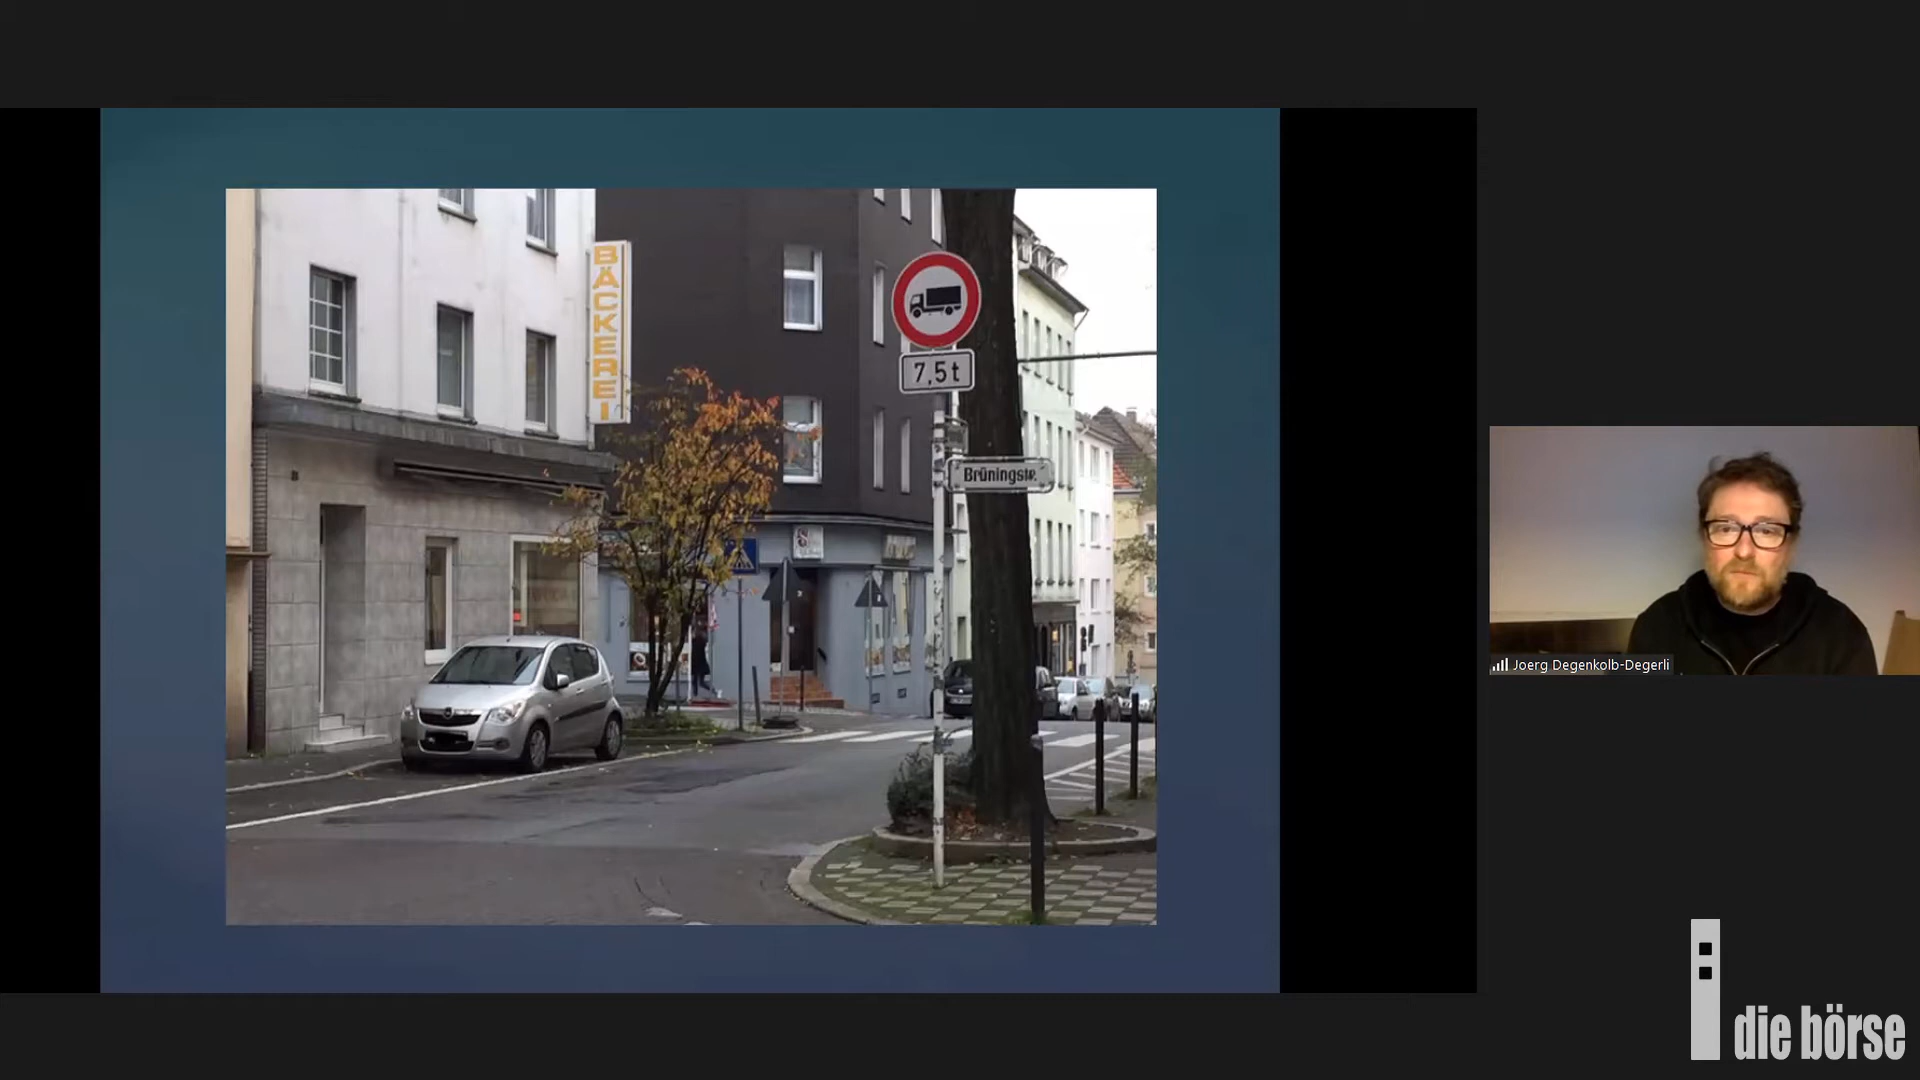 BÄCKEREI
7,5t
Brüningstr.
Joerg Degenkolb-Degerli
die börse